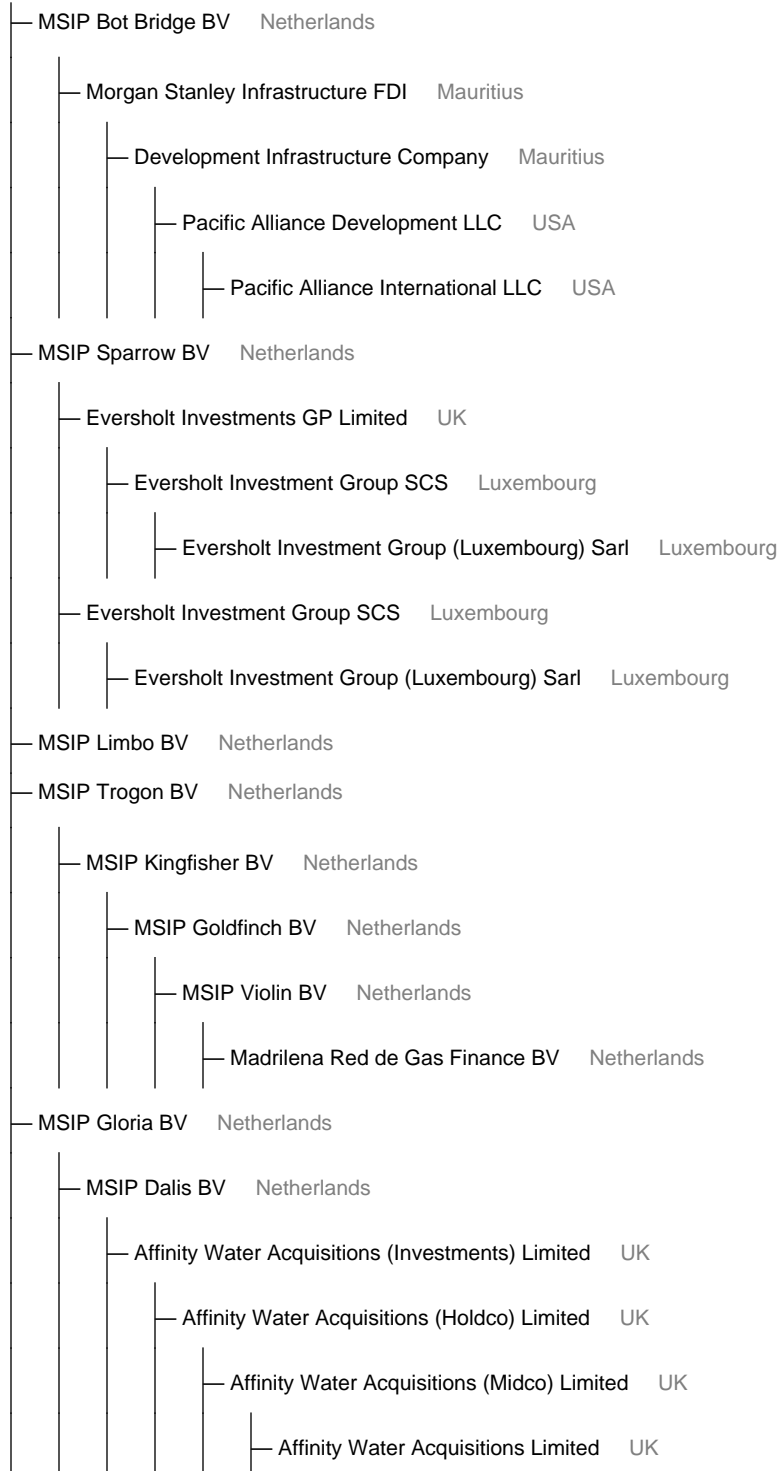 MSIP Bot Bridge BV Netherlands
Morgan Stanley Infrastructure FDI Mauritius
Development Infrastructure Company Mauritius
Pacific Alliance Development LLC USA
Pacific Alliance International LLC USA
MSIP Sparrow BV Netherlands
Eversholt Investments GP Limited UK
Eversholt Investment Group SCS Luxembourg
Eversholt Investment Group (Luxembourg) Sarl Luxembourg
Eversholt Investment Group SCS Luxembourg
Eversholt Investment Group (Luxembourg) Sarl Luxembourg
MSIP Limbo BV Netherlands
MSIP Trogon BV Netherlands
MSIP Kingfisher BV Netherlands
MSIP Goldfinch BV Netherlands
MSIP Violin BV Netherlands
Madrilena Red de Gas Finance BV Netherlands
MSIP Gloria BV Netherlands
MSIP Dalis BV Netherlands
Affinity Water Acquisitions (Investments) Limited UK
Affinity Water Acquisitions (Holdco) Limited UK
Affinity Water Acquisitions (Midco) Limited UK
Affinity Water Acquisitions Limited UK